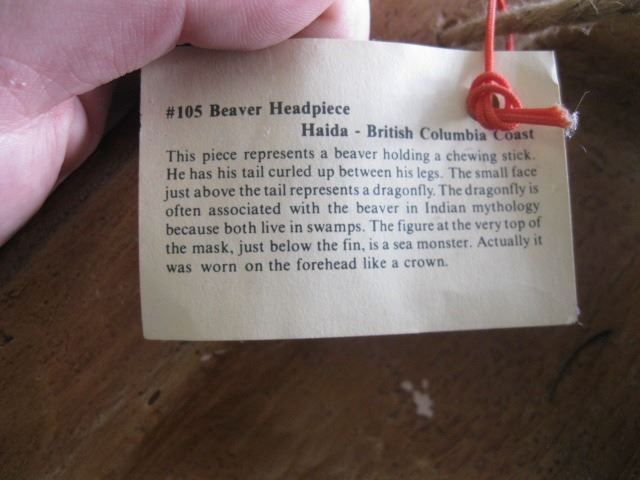 #105 Beaver Headpiece
Haida - British Columbia Coast
This piece represents a beaver holding a chewing stick.
He has his tail curled up between his legs. The small face
just above the tail represents a dragonfly. The dragonfly is
often associated with the beaver in Indian mythology
because both live in swamps. The figure at the very top of
the mask, just below the fin, is a sea monster. Actually it
was worn on the forehead like a crown.